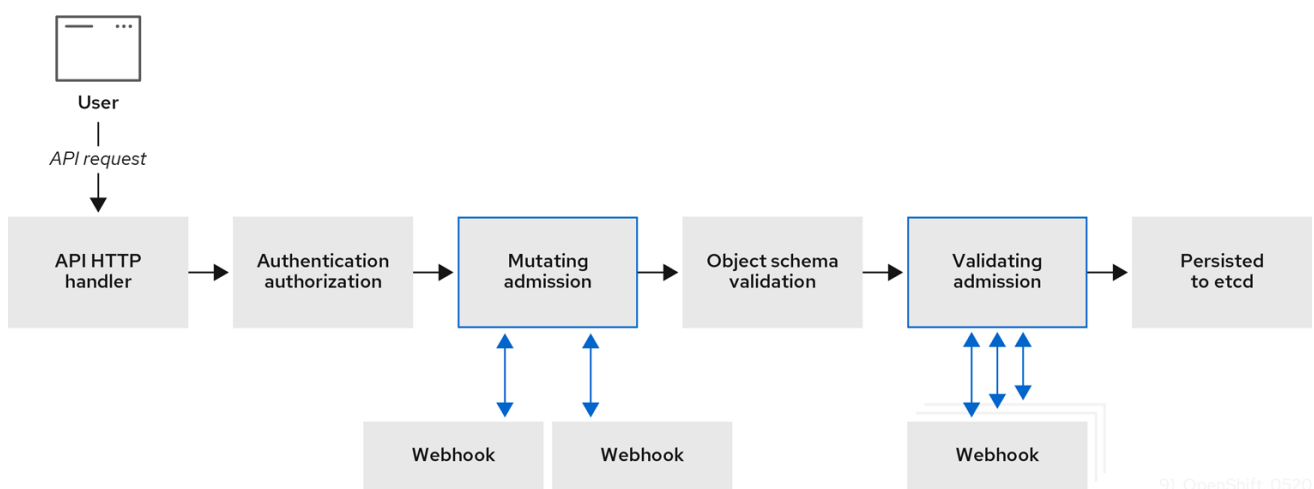 User
API request
API HTTP
handler
Authentication
authorization
Mutating
admission
Object schema
validation
Validating
admission
Persisted
to etcd
Webhook
Webhook
Webhook
91_OpenShift_0520